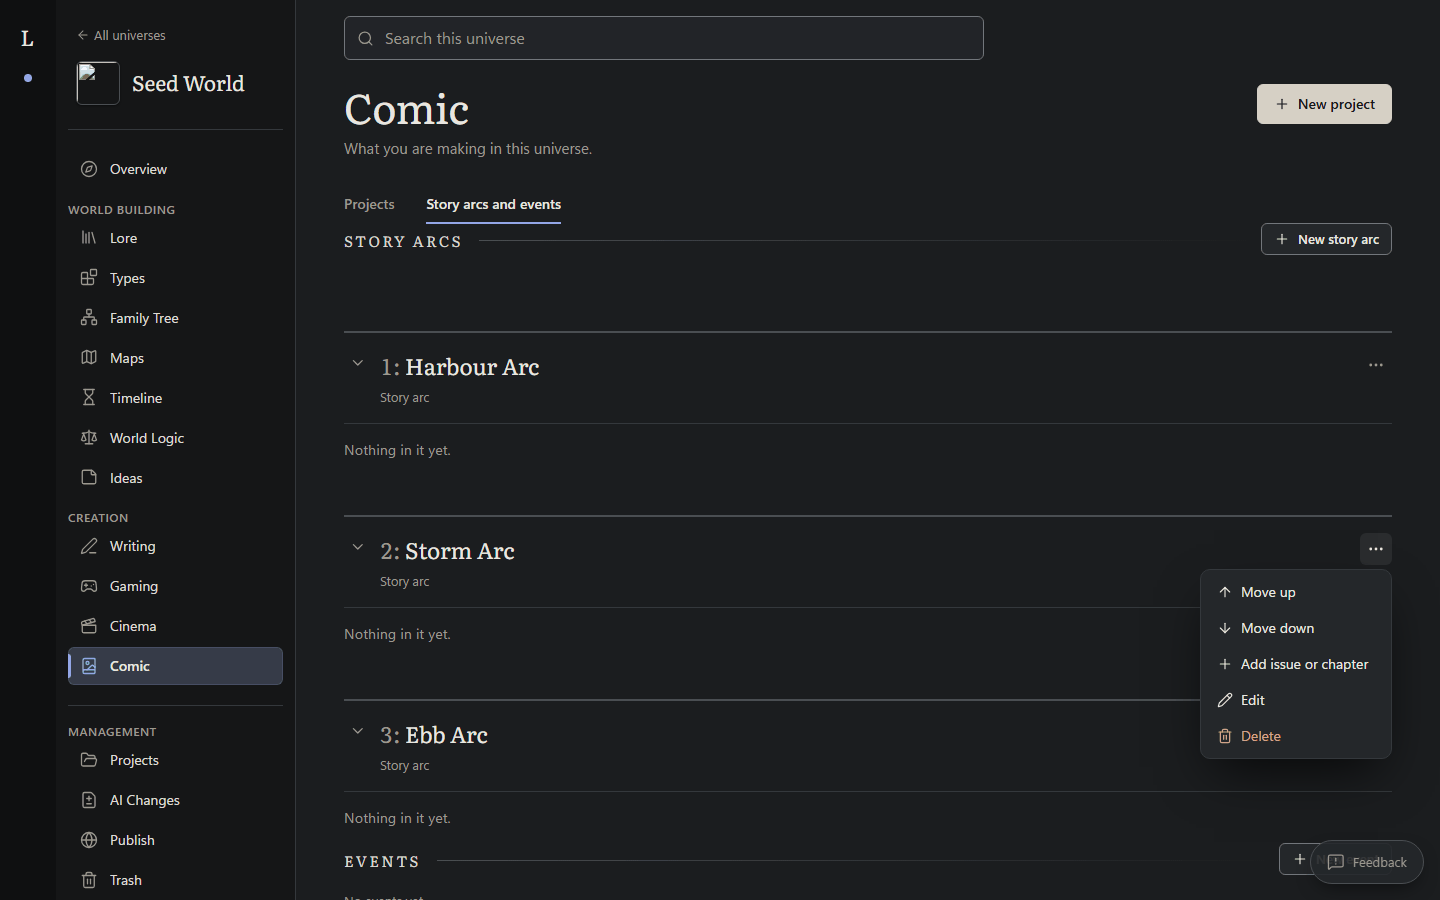 L
All universes
Seed World
Overview
WORLD BUILDING
Lore
Types
Family Tree
Maps
Timeline
World Logic
Ideas
CREATION
Writing
Gaming
Cinema
Comic
MANAGEMENT
Projects
AI Changes
Publish
Trash
Search this universe
Comic
What you are making in this universe.
New project
Projects
Story arcs and events
STORY ARCS
New story arc
1: Harbour Arc
Story arc
Nothing in it yet.
2: Storm Arc
Story arc
Nothing in it yet.
Move up
Move down
Add issue or chapter
Edit
Delete
3: Ebb Arc
Story arc
Nothing in it yet.
EVENTS
Feedback